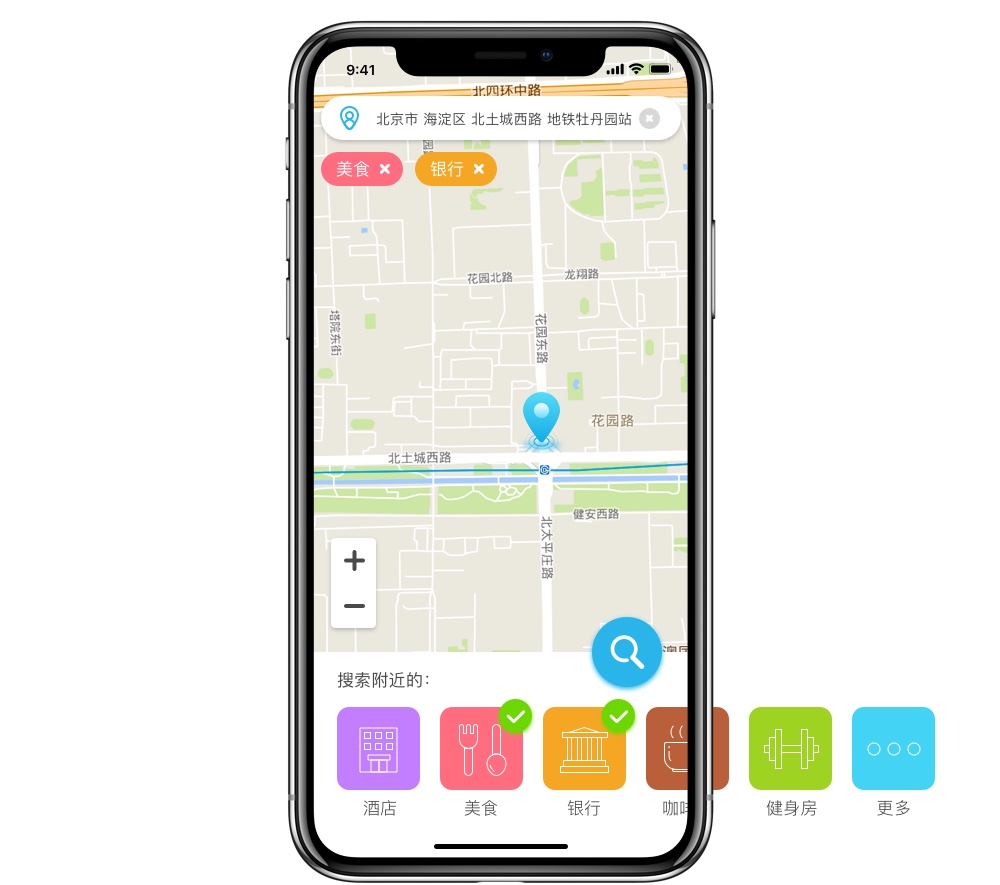 9:41
北四环中路
北京市 海淀区 北土城西路 地铁牡丹园站
美食
银行
花园北路
龙翔路
塔院东街
花园东路
花园路
北土城西路
健安西路
北太平庄路
搜索附近的：
酒店
美食
银行
咖
健身房
更多